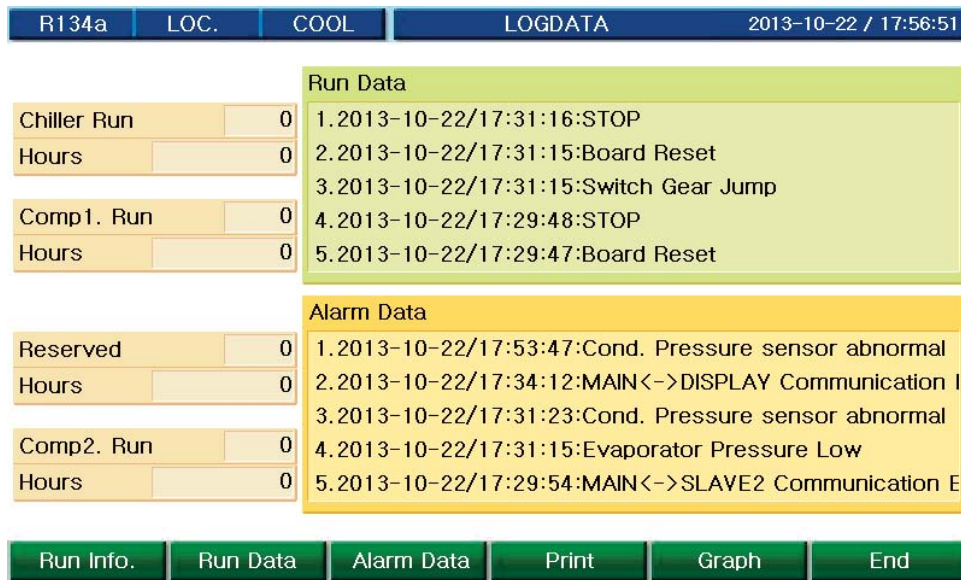 R134a LOC. COOL LOGDATA 2013-10-22 / 17:56:51
Run Data
Chiller Run 0
Hours 0
Comp1. Run 0
Hours 0
1.2013-10-22/17:31:16:STOP
2.2013-10-22/17:31:15:Board Reset
3.2013-10-22/17:31:15:Switch Gear Jump
4.2013-10-22/17:29:48:STOP
5.2013-10-22/17:29:47:Board Reset
Alarm Data
Reserved 0
Hours 0
Comp2. Run 0
Hours 0
1.2013-10-22/17:53:47:Cond. Pressure sensor abnormal
2.2013-10-22/17:34:12:MAIN<->DISPLAY Communication
3.2013-10-22/17:31:23:Cond. Pressure sensor abnormal
4.2013-10-22/17:31:15:Evaporator Pressure Low
5.2013-10-22/17:29:54:MAIN<->SLAVE2 Communication E
Run Info. Run Data Alarm Data Print Graph End